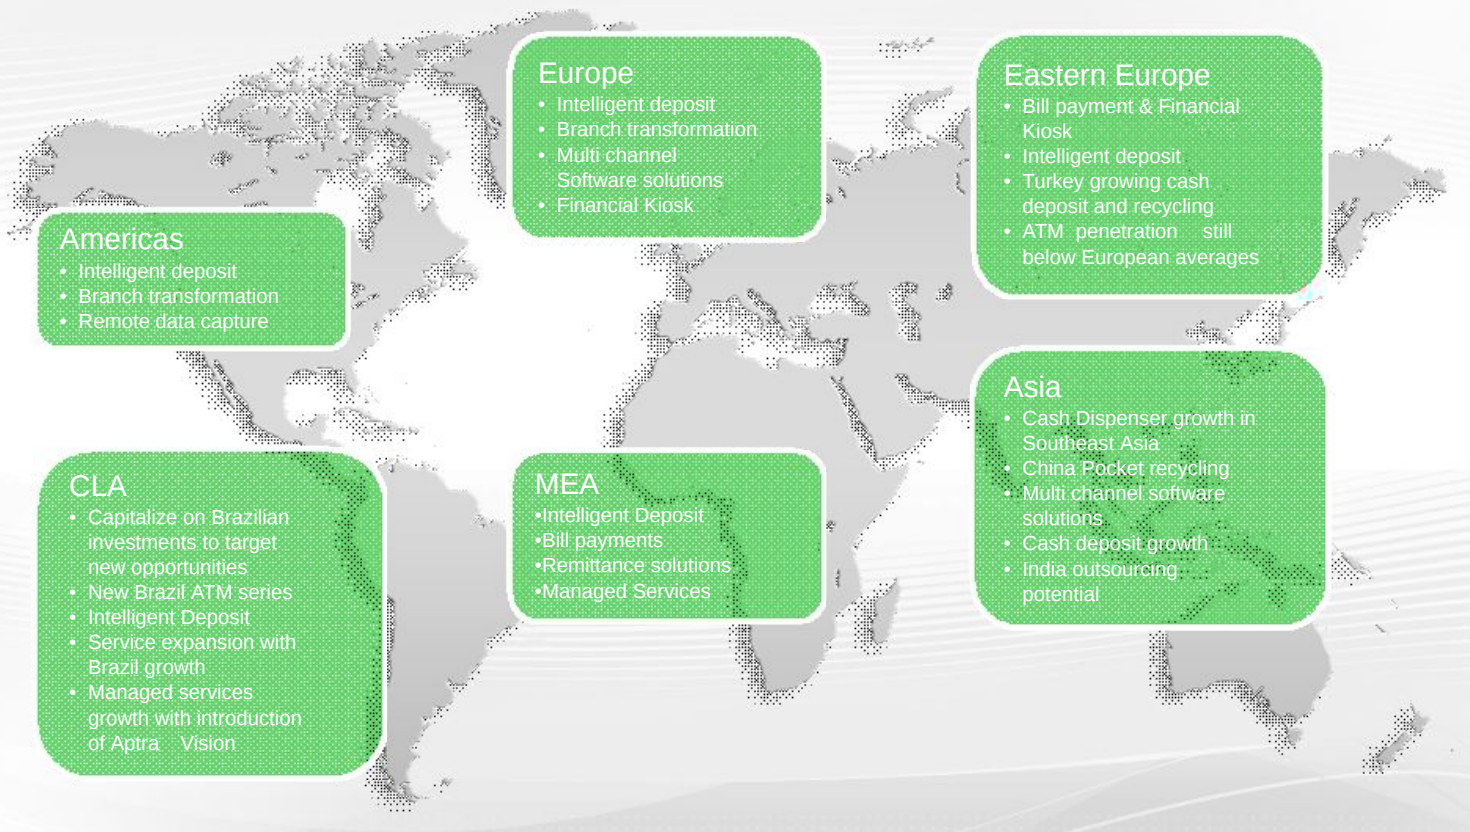 Europe
• Intelligent deposit
• Branch transformation
• Multi channel
Software solutions
• Financial Kiosk
Eastern Europe
• Bill payment & Financial
Kiosk
• Intelligent deposit
• Turkey growing cash
deposit and recycling
• ATM penetration still
below European averages
Americas
• Intelligent deposit
• Branch transformation
• Remote data capture
Asia
• Cash Dispenser growth in
Southeast Asia
• China Pocket recycling
• Multi channel software
solutions
• Cash deposit growth
• India outsourcing
potential
CLA
• Capitalize on Brazilian
investments to target
new opportunities
• New Brazil ATM series
• Intelligent Deposit
• Service expansion with
Brazil growth
• Managed services
growth with introduction
of Aptra Vision
MEA
•Intelligent Deposit
•Bill payments
•Remittance solutions
•Managed Services